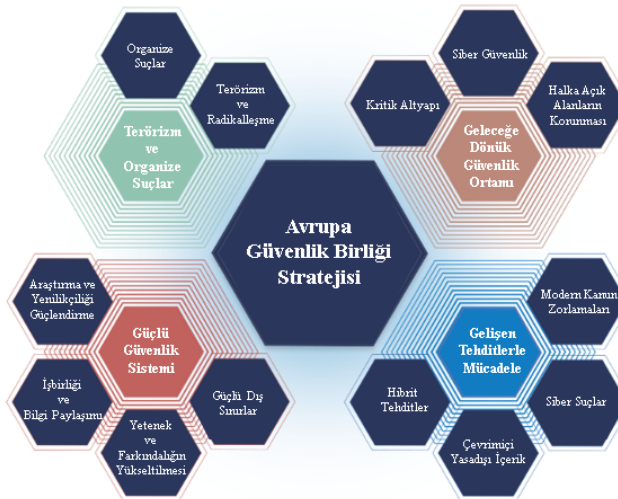 Organize
Suçlar
Terörizm
ve
Radikalleşme
Terörizm
ve
Organize
Suçlar
Siber Güvenlik
Kritik Altyapı
Halka Açık
Alanların
Korunması
Geleceğe
Dönük
Güvenlik
Ortamı
Avrupa
Güvenlik Birliği
Stratejisi
Araştırma ve
Yenilikçiliği
Güçlendirme
Güçlü
Güvenlik
Sistemi
İşbirliği
ve
Bilgi Paylaşımı
Yetenek
ve
Farkındalığın
Yükseltilmesi
Güçlü Dış
Sınırlar
Modern Kanun
Zorlamaları
Gelişen
Tehditlerle
Mücadele
Hibrit
Tehditler
Siber Suçlar
Çevrimiçi
Yasadışı İçerik